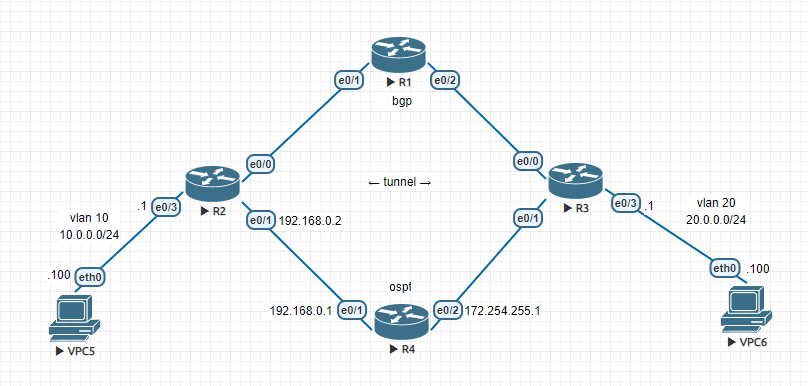 e0/1
R1
e0/2
bgp
e0/0
e0/0
← tunnel →
vlan 10
10.0.0.0/24
.1
e0/3
R2
e0/1
192.168.0.2
R3
e0/1
e0/3
.1
vlan 20
20.0.0.0/24
.100
eth0
VPC5
ospf
192.168.0.1
e0/1
R4
e0/2
172.254.255.1
eth0
.100
VPC6